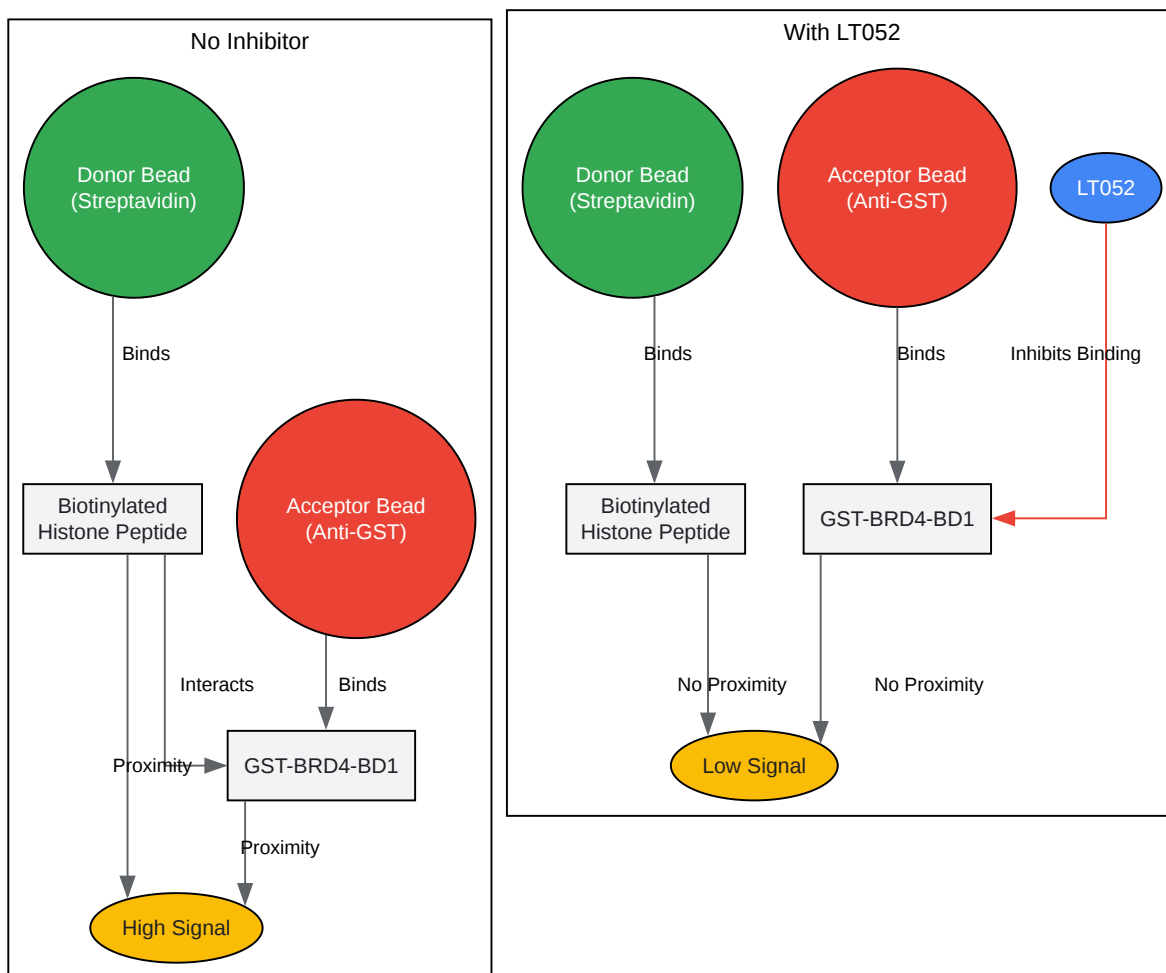 No Inhibitor
Donor Bead
(Streptavidin)
Binds
Biotinylated
Histone Peptide
Acceptor Bead
(Anti-GST)
Interacts
Binds
Proximity
GST-BRD4-BD1
Proximity
High Signal
With LT052
Donor Bead
(Streptavidin)
Acceptor Bead
(Anti-GST)
LT052
Binds
Binds
Inhibits Binding
Biotinylated
Histone Peptide
GST-BRD4-BD1
No Proximity
No Proximity
Low Signal